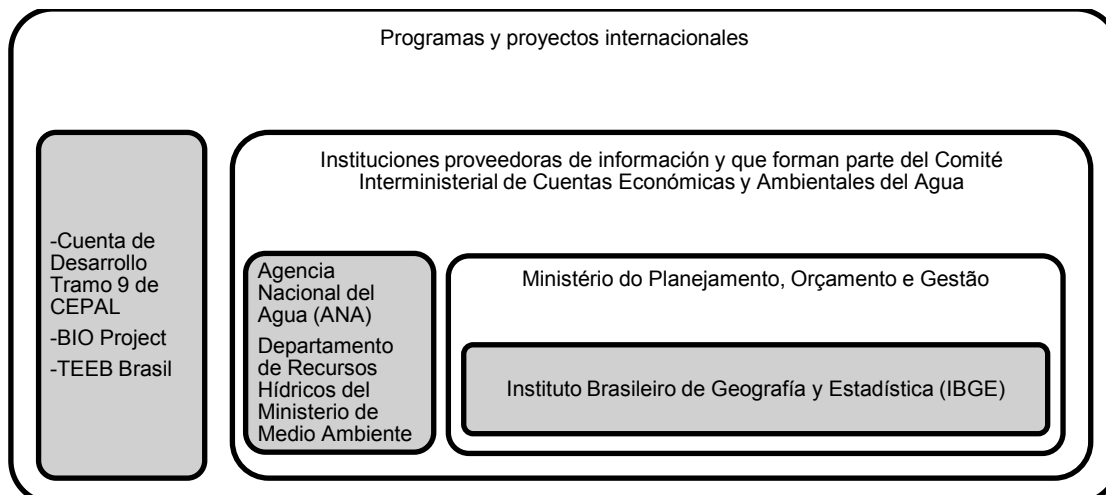 Programas y proyectos internacionales
-Cuenta de
Desarrollo
Tramo 9 de
CEPAL
-BIO Project
-TEEB Brasil
Instituciones proveedoras de información y que forman parte del Comité
Interministerial de Cuentas Económicas y Ambientales del Agua
Agencia
Nacional del
Agua (ANA)
Departamento
de Recursos
Hídricos del
Ministerio de
Medio Ambiente
Ministério do Planejamento, Orçamento e Gestão
Instituto Brasileiro de Geografía y Estadística (IBGE)